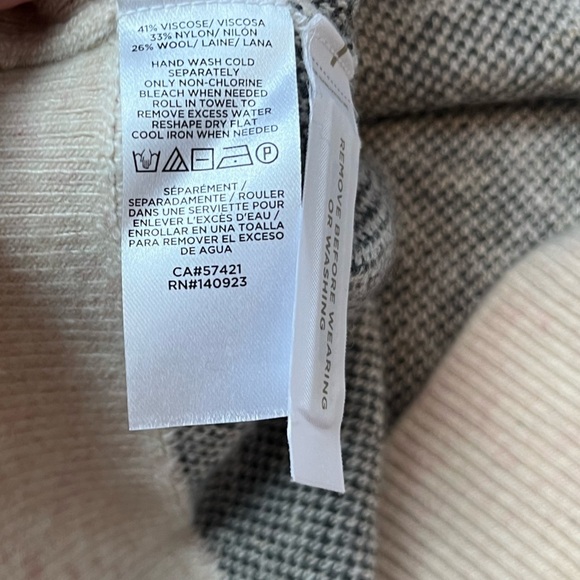 41% VISCOSE/ VISCOSA
33% NYLON/ NILÓN
26% WOOL/ LAINE/ LANA
HAND WASH COLD
SEPARATELY
ONLY NON-CHLORINE
BLEACH WHEN NEEDED
ROLL IN TOWEL TO
REMOVE EXCESS WATER
RESHAPE DRY FLAT
COOL IRON WHEN NEEDED
P
SÉPARÉMENT /
SEPARADAMENTE / ROULER
DANS UNE SERVIETTE POUR
ENLEVER L'EXCÈS D'EAU /
ENROLLAR EN UNA TOALLA
PARA REMOVER EL EXCESO
DE AGUA
CA#57421
RN#140923
REMOVE BEFORE WEARING
OR WASHING